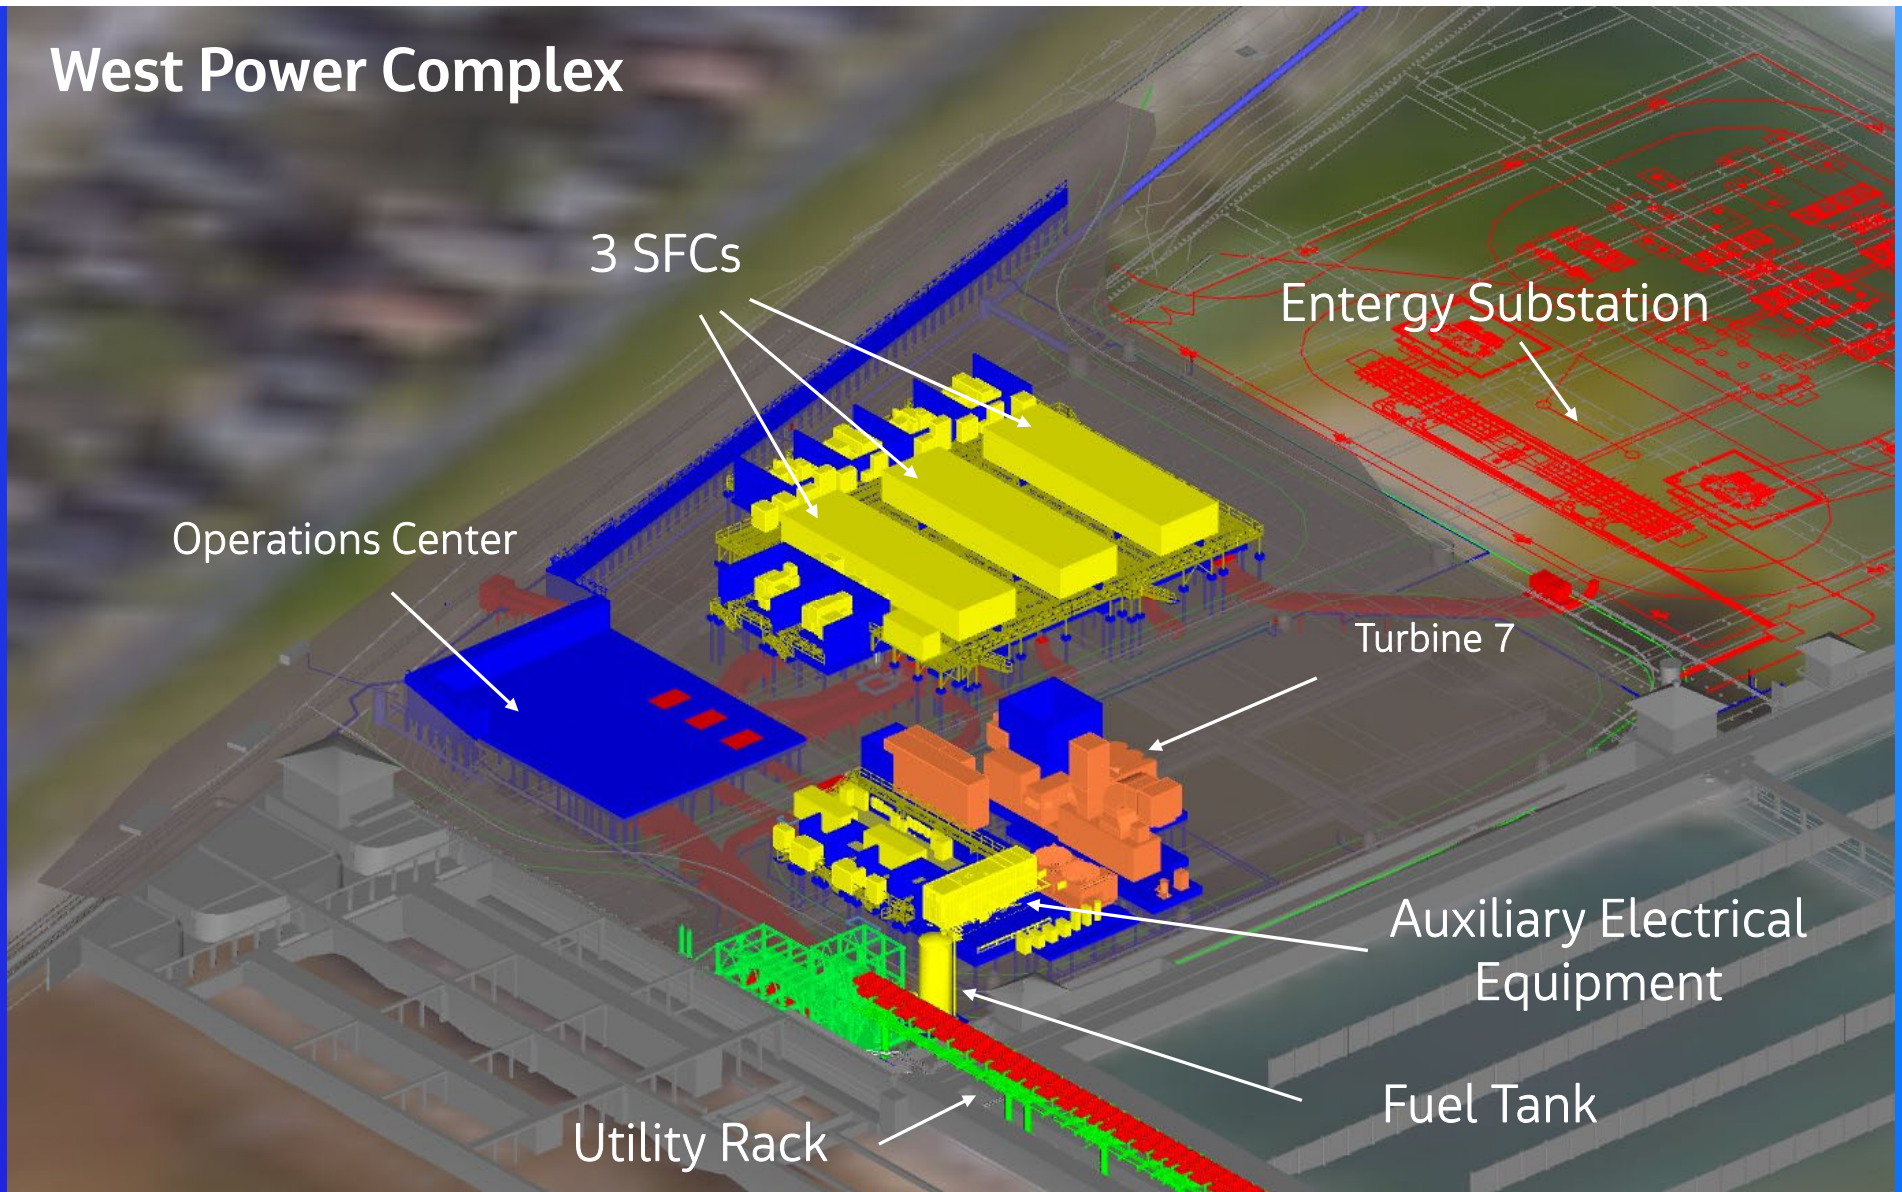 West Power Complex
3 SFCs
Entergy Substation
Operations Center
Turbine 7
Auxiliary Electrical
Equipment
Fuel Tank
Utility Rack